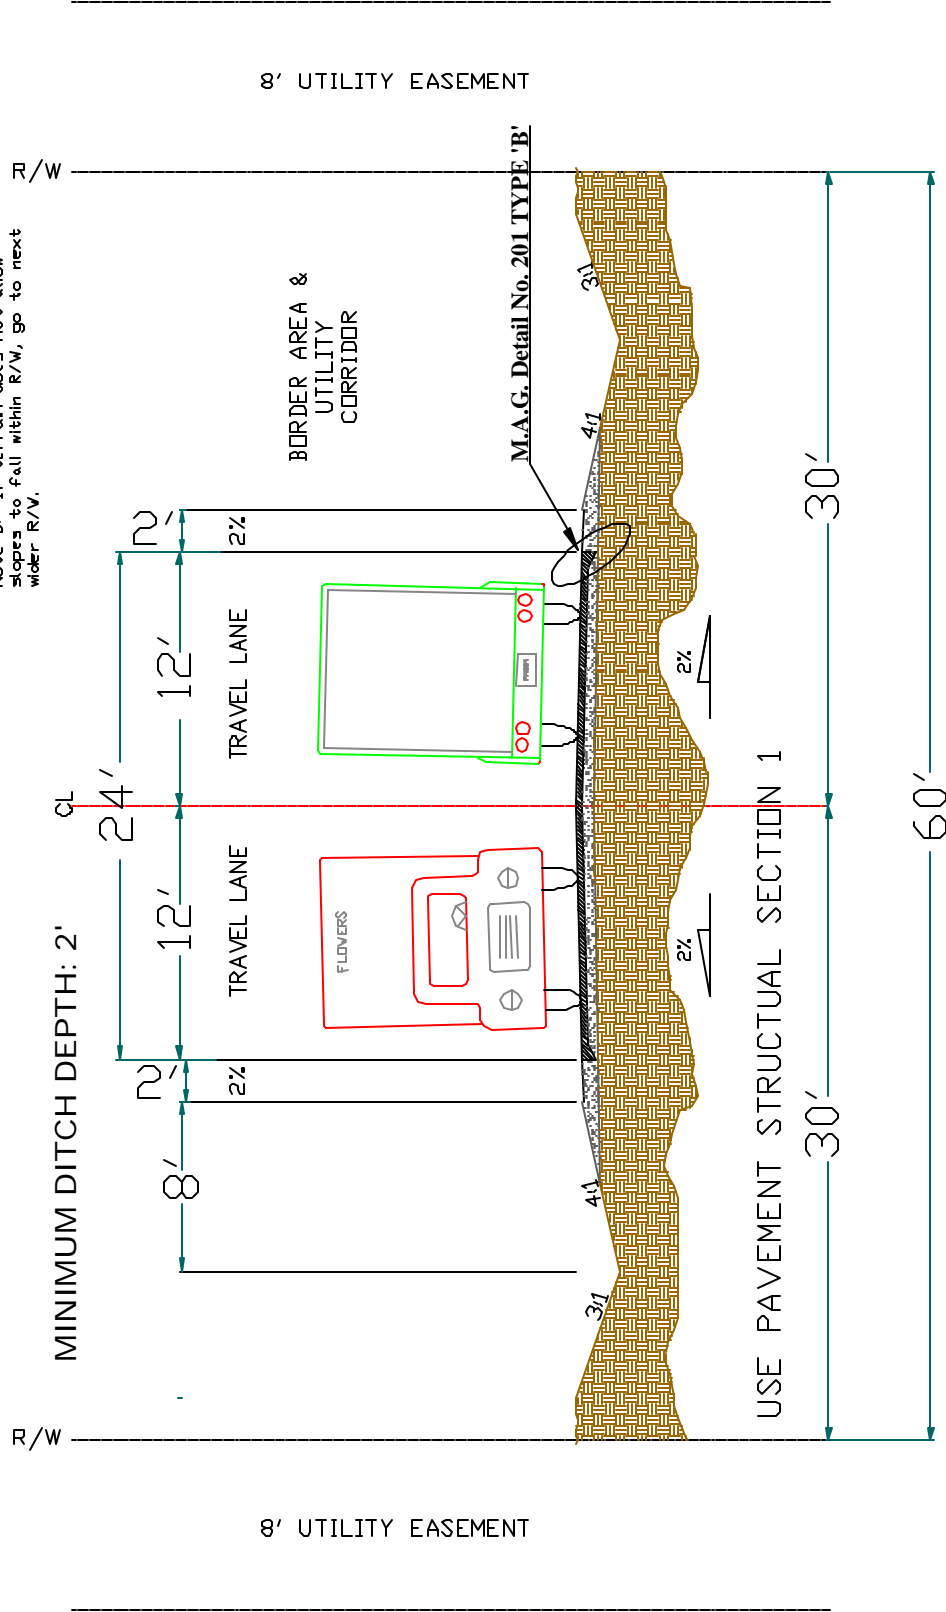 8' UTILITY EASEMENT
R/W
slopes to fall within R/W, go to next
wider R/W.
BORDER AREA &
UTILITY
CORRIDOR
M.A.G. Detail No. 201 TYPE 'B'
3:1
4:1
2'
2%
12'
TRAVEL LANE
30'
2%
24'
CL
60'
12'
TRAVEL LANE
FLOWERS
2%
MINIMUM DITCH DEPTH: 2'
2'
2%
8'
4:1
3:1
30'
USE PAVEMENT STRUCTUAL SECTION 1
R/W
8' UTILITY EASEMENT